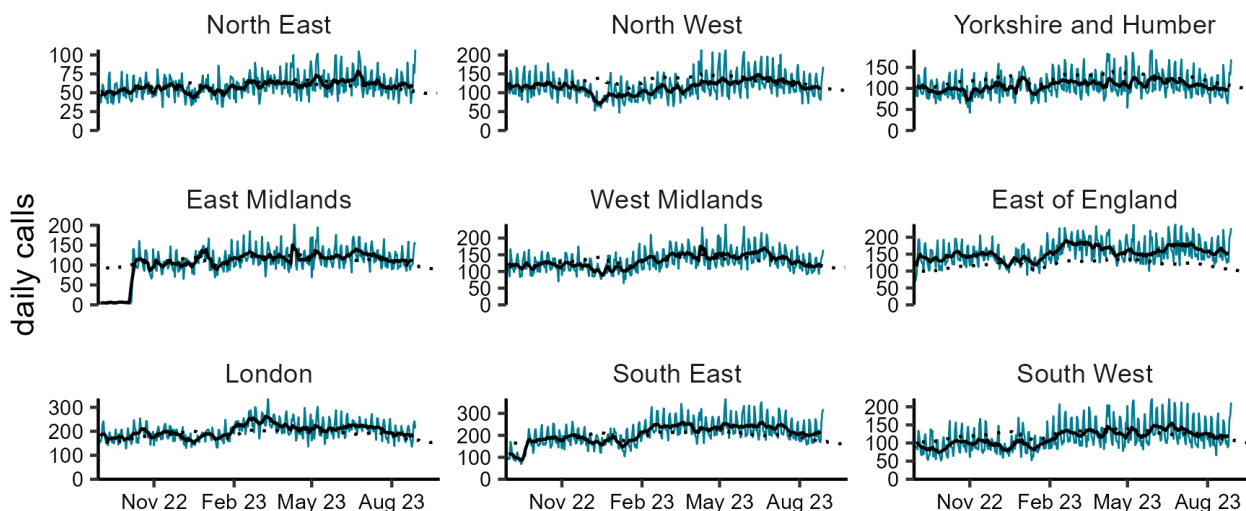 North East North West Yorkshire and Humber
100 200 150
75 150 100
50 100 50
25 50 0
0 0
East Midlands West Midlands East of England
200 200 200
150 150 150
100 100 100
50 50 50
0 0 0
daily calls
London South East South West
300 300 200
200 200 150
100 100 100
0 0 50
0
Nov 22 Feb 23 May 23 Aug 23 Nov 22 Feb 23 May 23 Aug 23 Nov 22 Feb 23 May 23 Aug 23